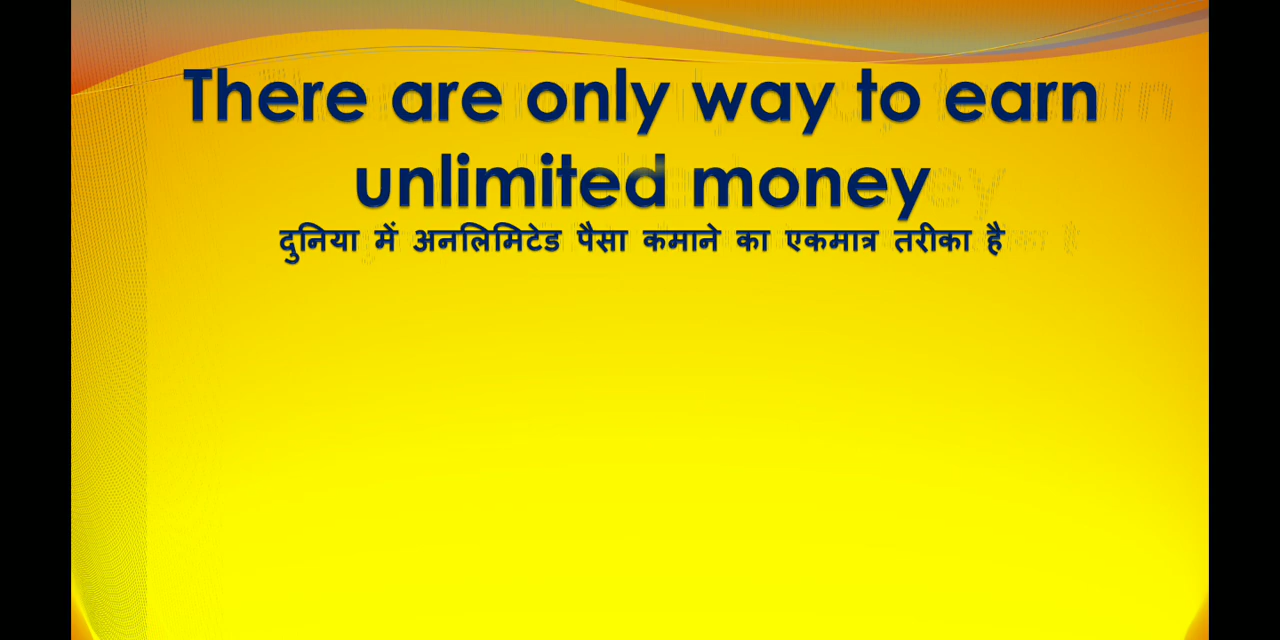 There are only way to earn
unlimited money
दुनिया में अनलिमिटेड पैसा कमाने का एकमात्र तरीका है